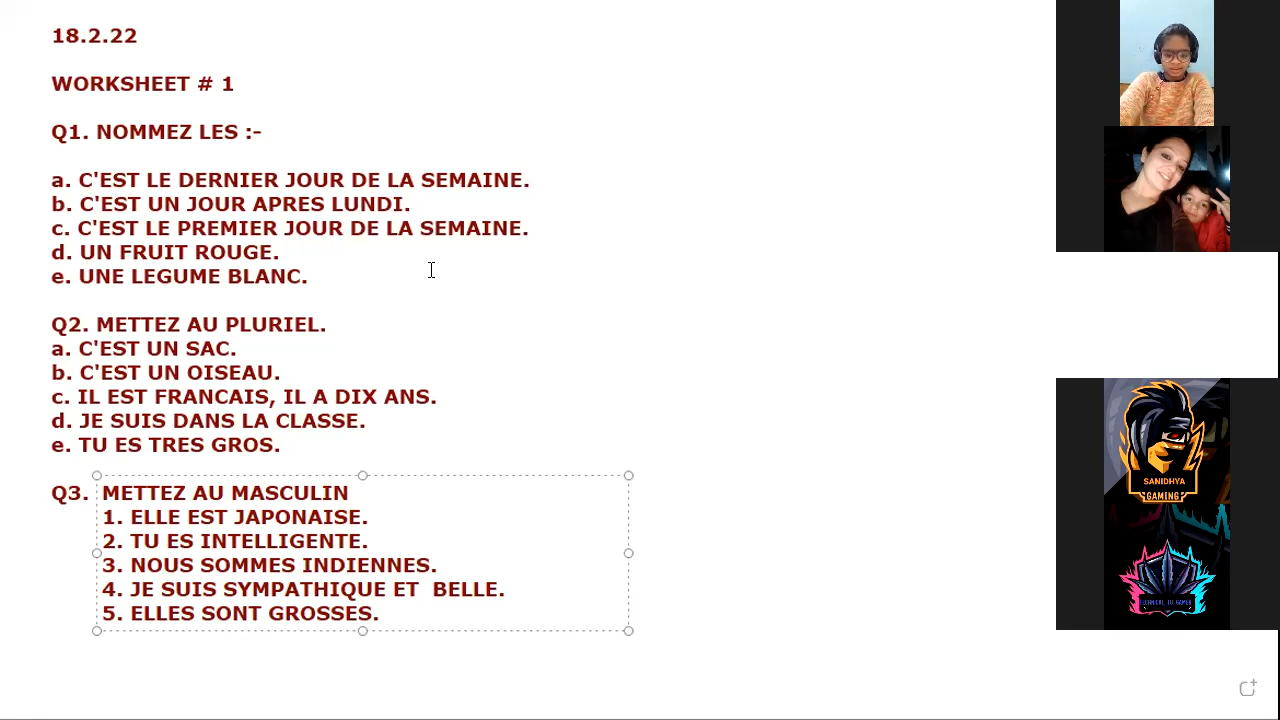 18.2.22
WORKSHEET # 1
Q1. NOMMEZ LES :-
a. C'EST LE DERNIER JOUR DE LA SEMAINE.
b. C'EST UN JOUR APRES LUNDI.
c. C'EST LE PREMIER JOUR DE LA SEMAINE.
d. UN FRUIT ROUGE.
e. UNE LEGUME BLANC.
Q2. METTEZ AU PLURIEL.
a. C'EST UN SAC.
b. C'EST UN OISEAU.
c. IL EST FRANCAIS, IL A DIX ANS.
d. JE SUIS DANS LA CLASSE.
e. TU ES TRES GROS.
Q3. METTEZ AU MASCULIN
1. ELLE EST JAPONAISE.
2. TU ES INTELLIGENTE.
3. NOUS SOMMES INDIENNES.
4. JE SUIS SYMPATHIQUE ET  BELLE.
5. ELLES SONT GROSSES.
SANIDHYA
GAMING